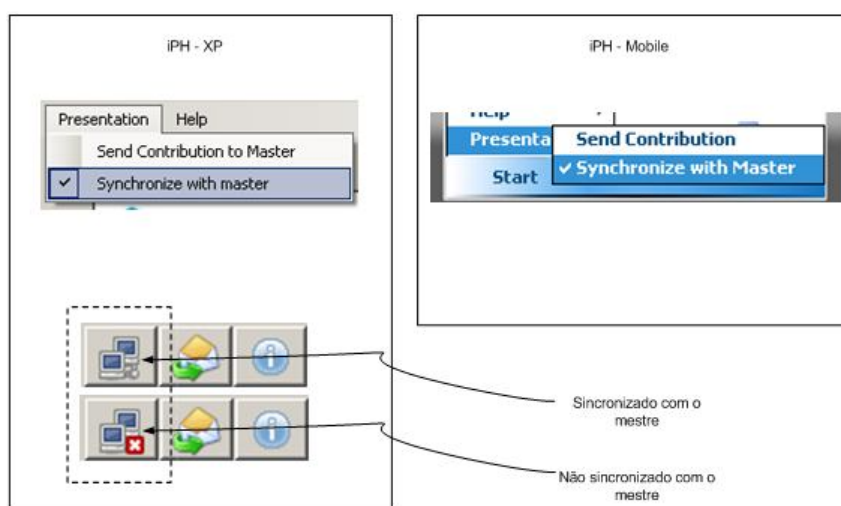 iPH - XP
Presentation Help
Send Contribution to Master
Synchronize with master
iPH - Mobile
Help
Presenta
Send Contribution
Synchronize with Master
Start
Sincronizado com o
mestre
Não sincronizado com o
mestre